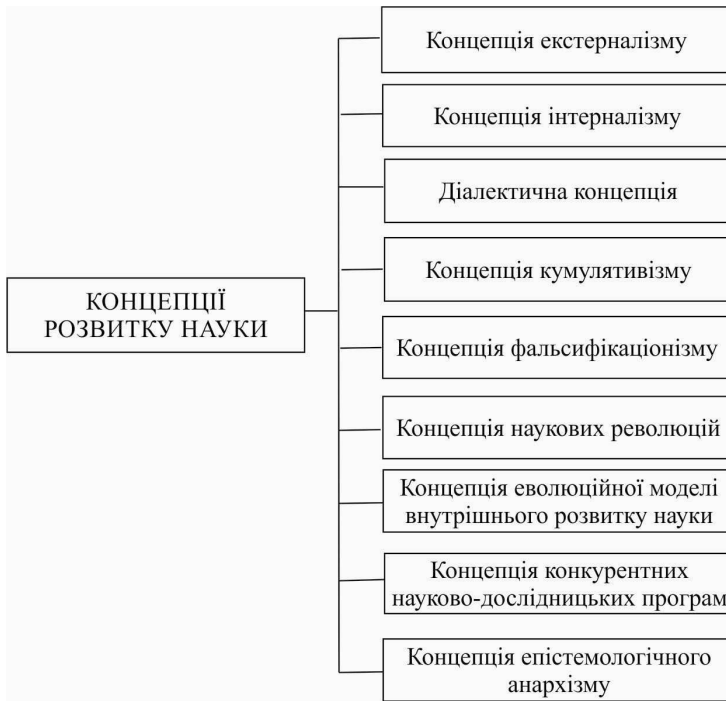 КОНЦЕПЦІЇ
РОЗВИТКУ НАУКИ
Концепція екстерналізму
Концепція інтерналізму
Діалектична концепція
Концепція кумулятивізму
Концепція фальсифікаціонізму
Концепція наукових революцій
Концепція еволюційної моделі
внутрішнього розвитку науки
Концепція конкурентних
науково-дослідницьких програм
Концепція епістемологічного
анархізму